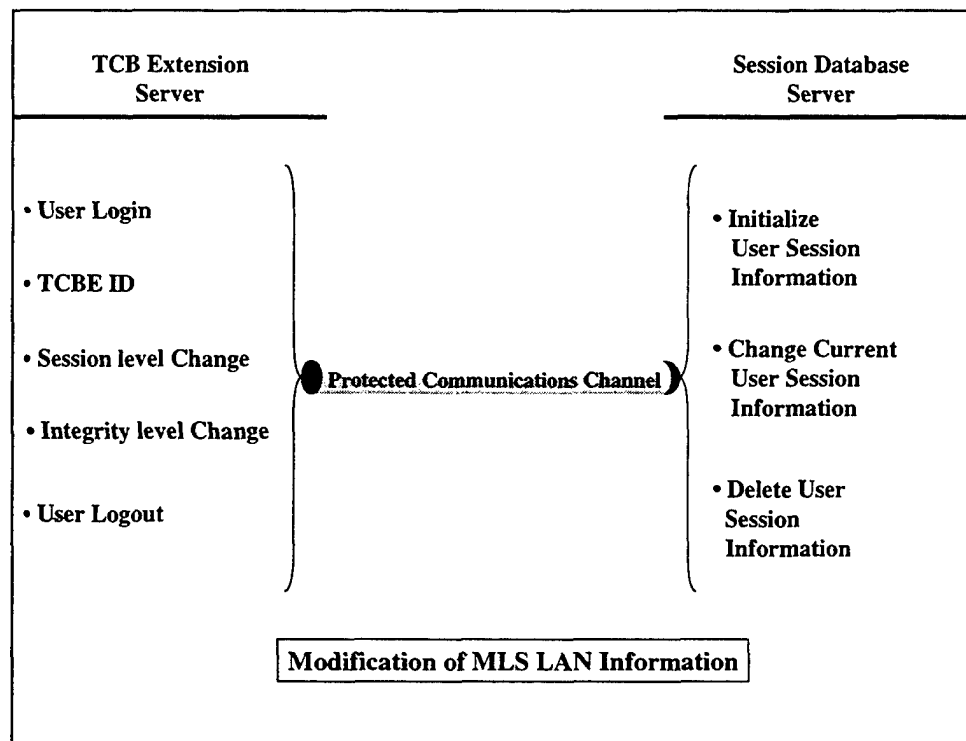 TCB Extension
Server
Session Database
Server
• User Login
• TCBE ID
• Session level Change
• Integrity level Change
• User Logout
Protected Communications Channel
• Initialize
User Session
Information
• Change Current
User Session
Information
• Delete User
Session
Information
Modification of MLS LAN Information